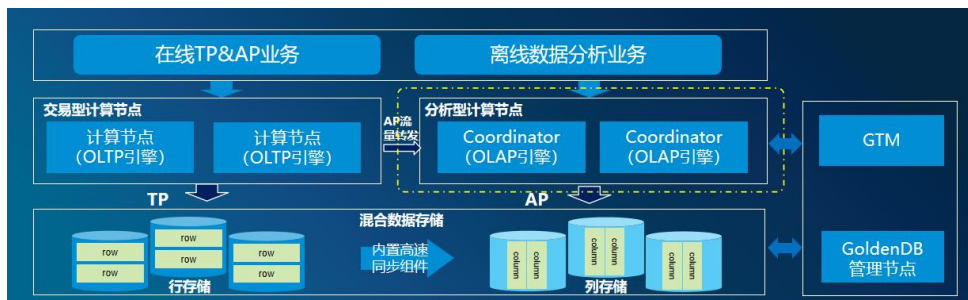 在线TP&AP业务
离线数据分析业务
交易型计算节点
计算节点
(OLTP引擎)
计算节点
(OLTP引擎)
AP流
量转发
分析型计算节点
Coordinator
(OLAP引擎)
Coordinator
(OLAP引擎)
GTM
TP
AP
混合数据存储
row
row
row
row
row
row
行存储
内置高速
同步组件
column
column
column
column
column
column
列存储
GoldenDB
管理节点